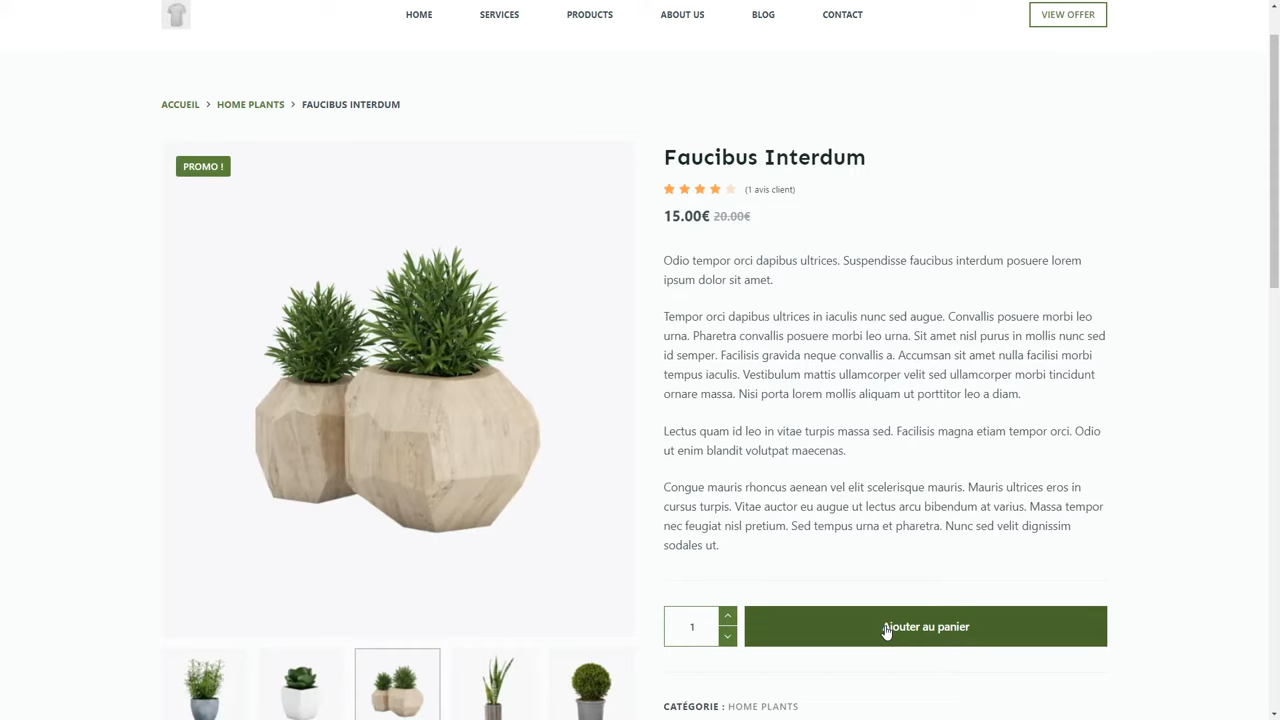 HOME SERVICES PRODUCTS ABOUT US BLOG CONTACT VIEW OFFER
ACCUEIL > HOME PLANTS > FAUCIBUS INTERDUM
PROMO !
Faucibus Interdum
(1 avis client)
15.00€ 20.00€
Odio tempor orci dapibus ultrices. Suspendisse faucibus interdum posuere lorem
ipsum dolor sit amet.
Tempor orci dapibus ultrices in iaculis nunc sed augue. Convallis posuere morbi leo
urna. Pharetra convallis posuere morbi leo urna. Sit amet nisl purus in mollis nunc sed
id semper. Facilisis gravida neque convallis a. Accumsan sit amet nulla facilisi morbi
tempus iaculis. Vestibulum mattis ullamcorper velit sed ullamcorper morbi tincidunt
ornare massa. Nisi porta lorem mollis aliquam ut porttitor leo a diam.
Lectus quam id leo in vitae turpis massa sed. Facilisis magna etiam tempor orci. Odio
ut enim blandit volutpat maecenas.
Congue mauris rhoncus aenean vel elit scelerisque mauris. Mauris ultrices eros in
cursus turpis. Vitae auctor eu augue ut lectus arcu bibendum at varius. Massa tempor
nec feugiat nisl pretium. Sed tempus urna et pharetra. Nunc sed velit dignissim
sodales ut.
1 Ajouter au panier
CATÉGORIE : HOME PLANTS